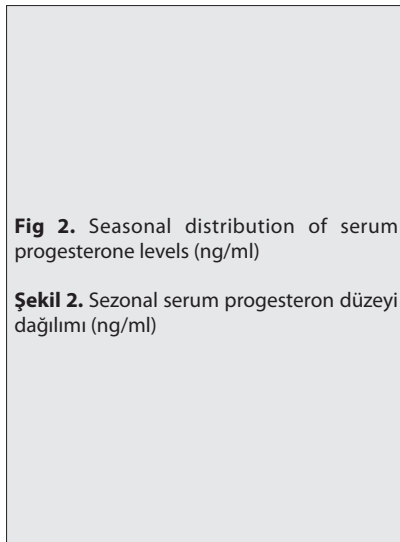 Fig 2. Seasonal distribution of serum
progesterone levels (ng/ml)
Şekil 2. Sezonal serum progesteron düzeyi
dağılımı (ng/ml)